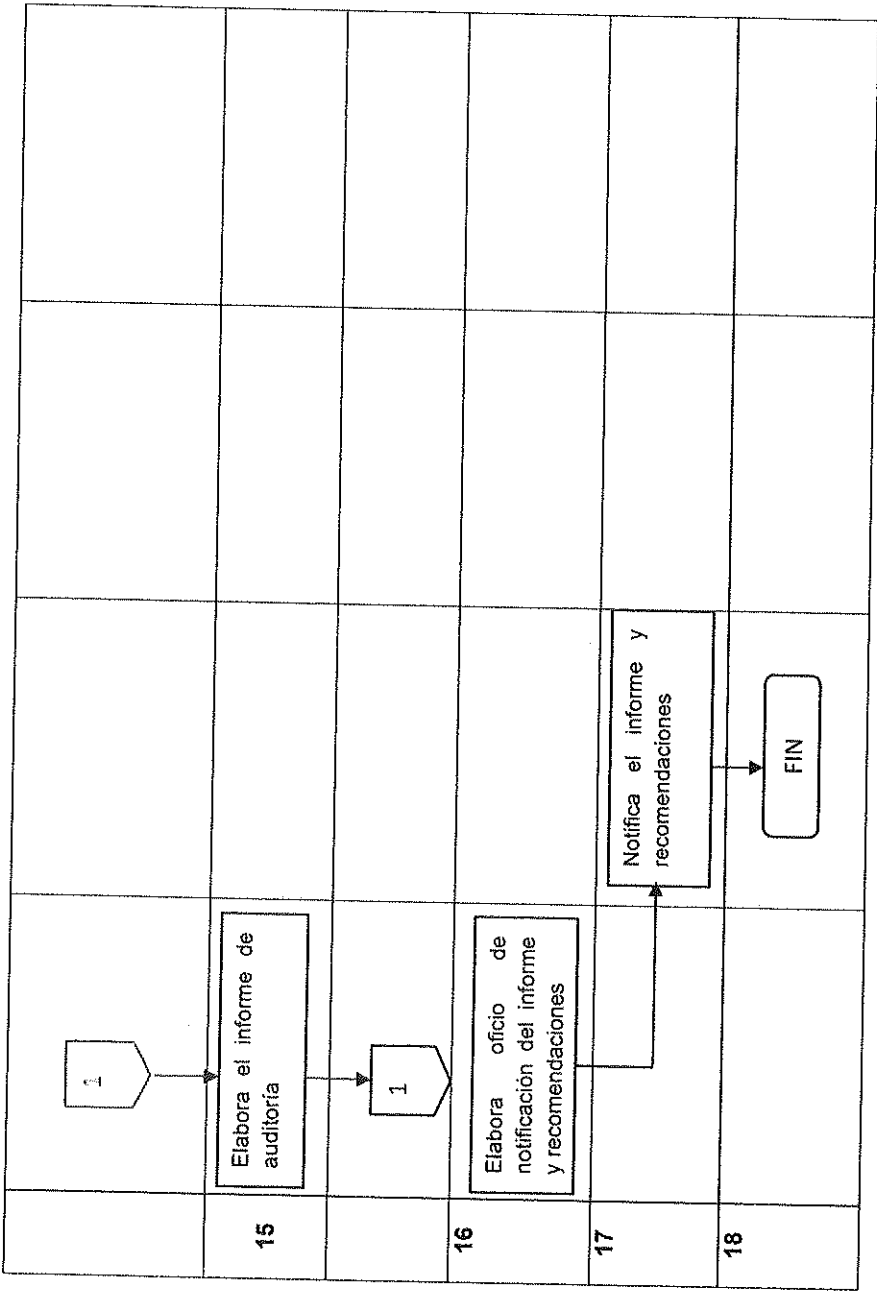 1
15
Elabora el informe de
auditoría
1
16
Elabora oficio de
notificación del informe
y recomendaciones
17
Notifica el informe y
recomendaciones
18
FIN